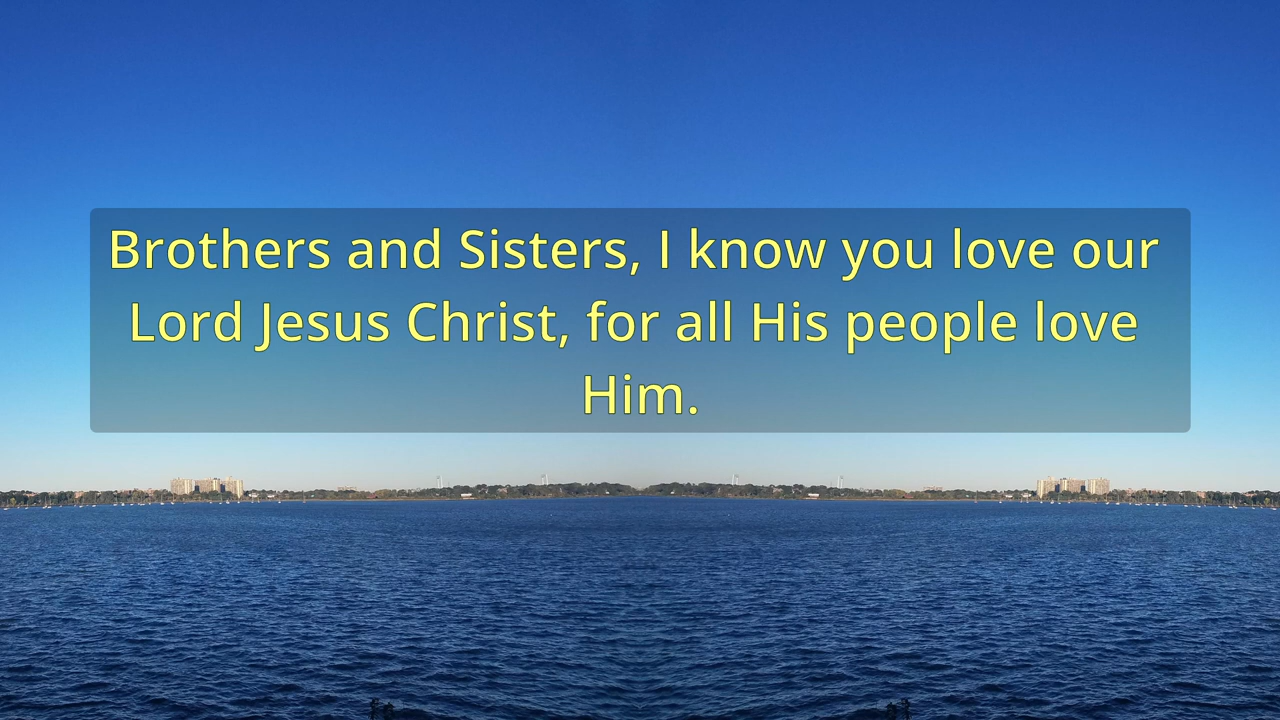 Brothers and Sisters, I know you love our
Lord Jesus Christ, for all His people love
Him.